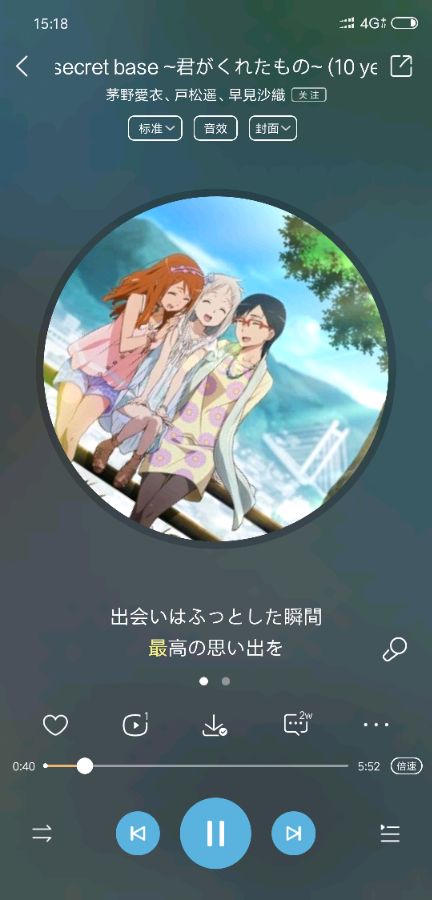 15:18
4G
secret base ~君がくれたもの~ (10 ye
茅野愛衣、戸松遥、早見沙織 关注
标准 音效 封面
出会いはふっとした瞬間
最高の思い出を
1 2w
0:40 5:52 倍速